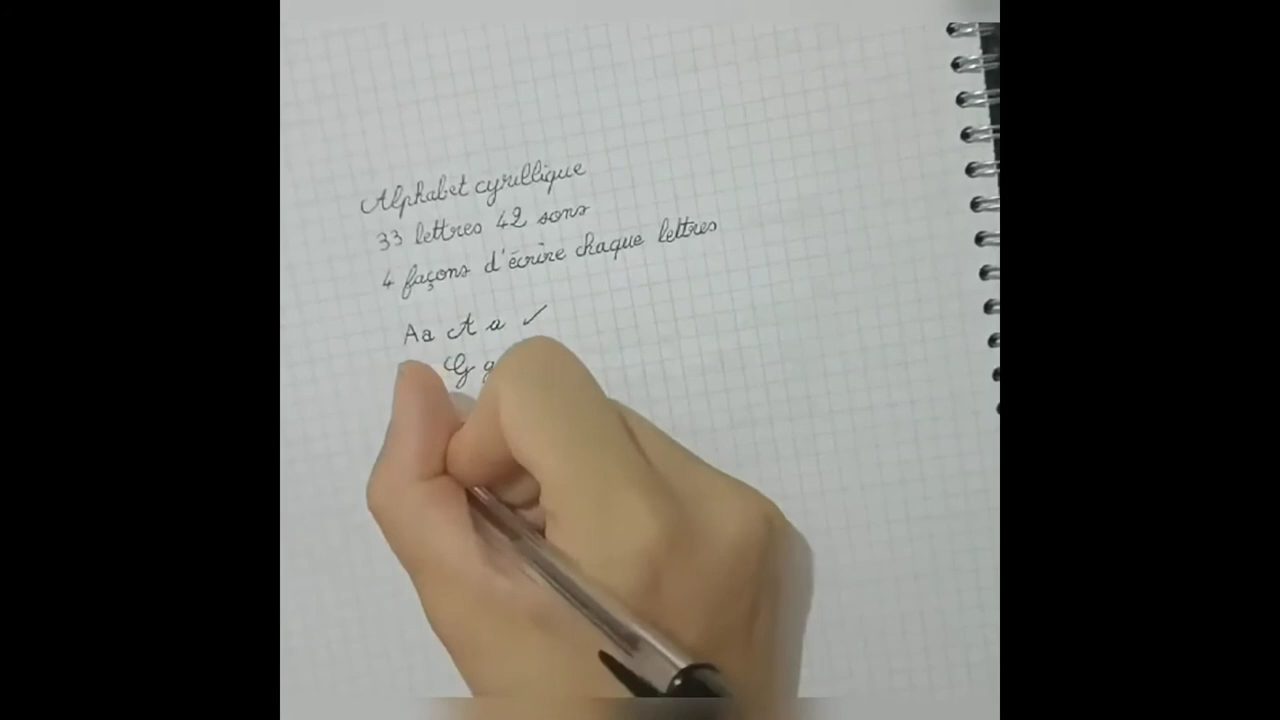 Alphabet cyrillique
33 lettres 42 sons
4 façons d'écrire chaque lettres
Aa A a ✓
G g